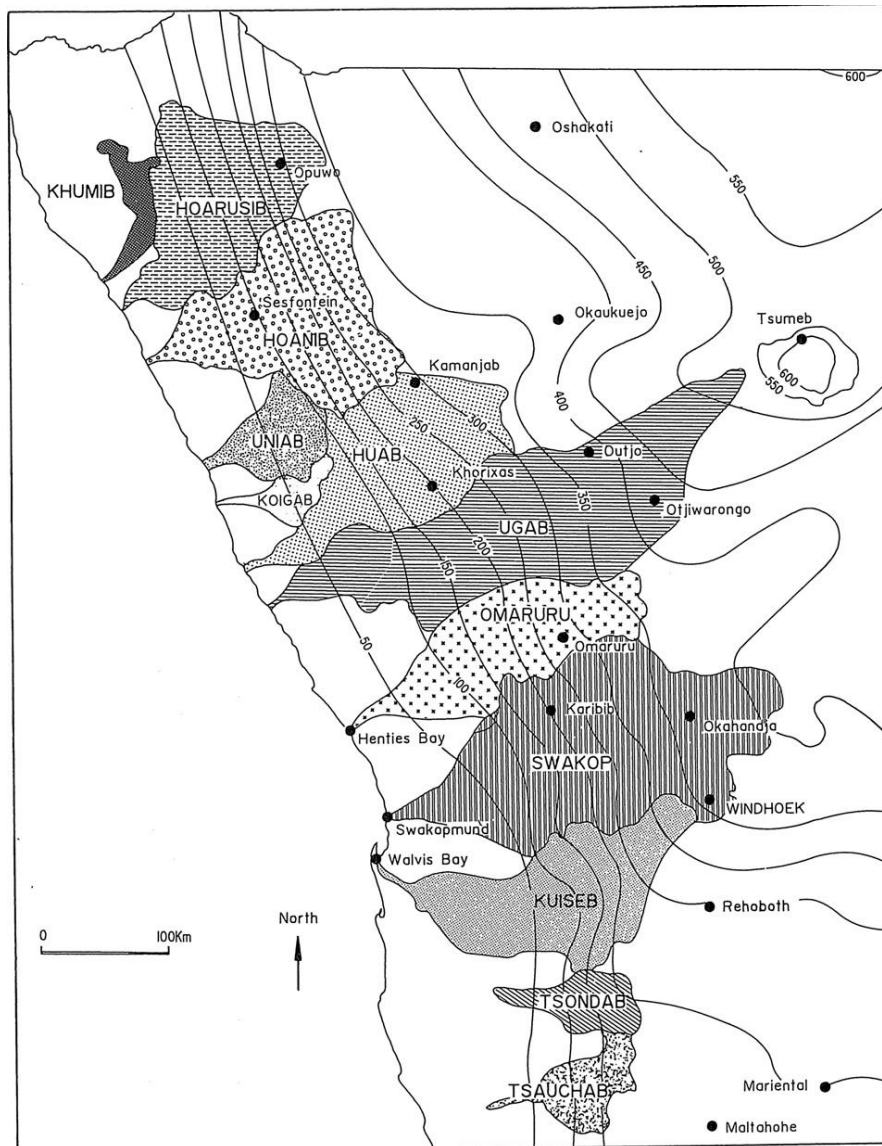 600
Oshakati
550
KHUMIB
Opuwo
HOARUSIB
450
500
Sesfontein
Okaukuejo
Tsumeb
HOANIB
600
550
Kamanjab
400
300
250
UNIAB
HUAB
Outjo
Khorixas
KOIGAB
350
Otjiwarongo
UGAB
200
150
OMARURU
50
Omaruru
100
Karibib
Okahandja
Henties Bay
SWAKOP
WINDHOEK
Swakopmund
Walvis Bay
KUISEB
Rehoboth
North
0
100Km
TSONDAB
Mariental
TSAUCHAB
Maltahohe